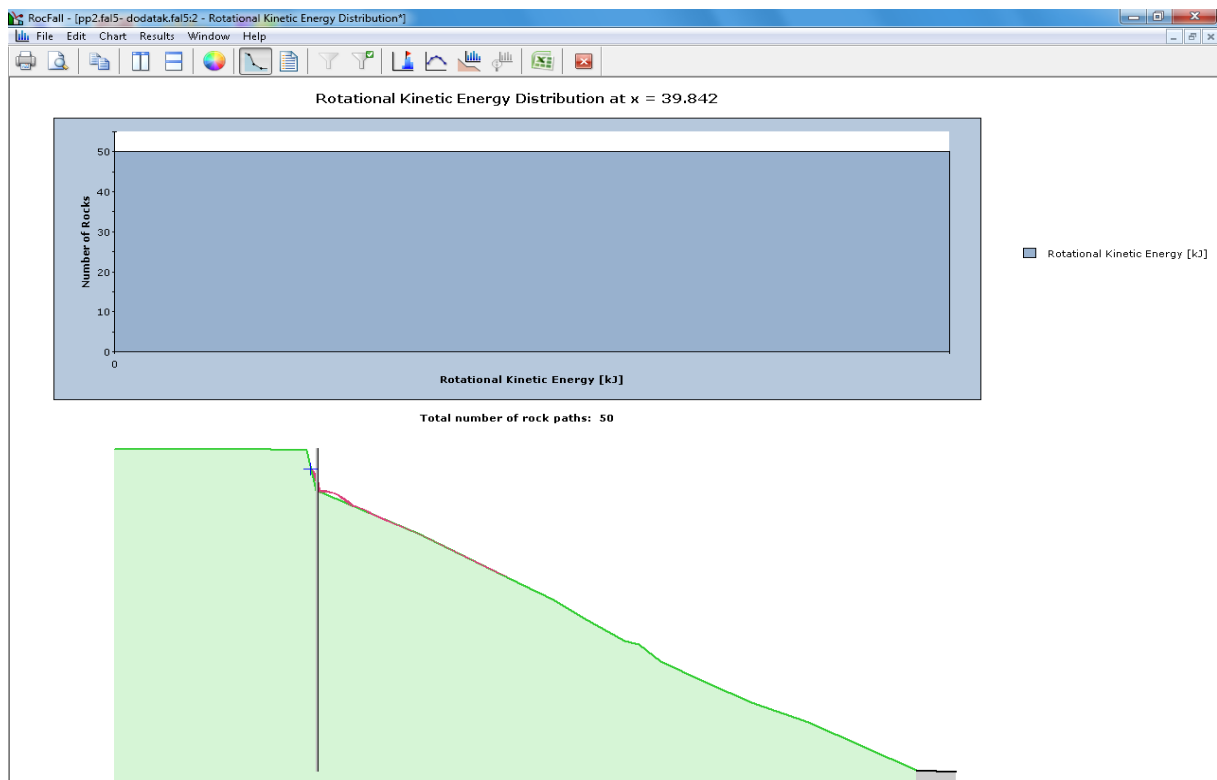 RocFall - [pp2.fal5- dodatak.fal5:2 - Rotational Kinetic Energy Distribution*]
File Edit Chart Results Window Help
Rotational Kinetic Energy Distribution at x = 39.842
50
40
30
20
10
0
Number of Rocks
0
Rotational Kinetic Energy [kJ]
Rotational Kinetic Energy [kJ]
Total number of rock paths: 50